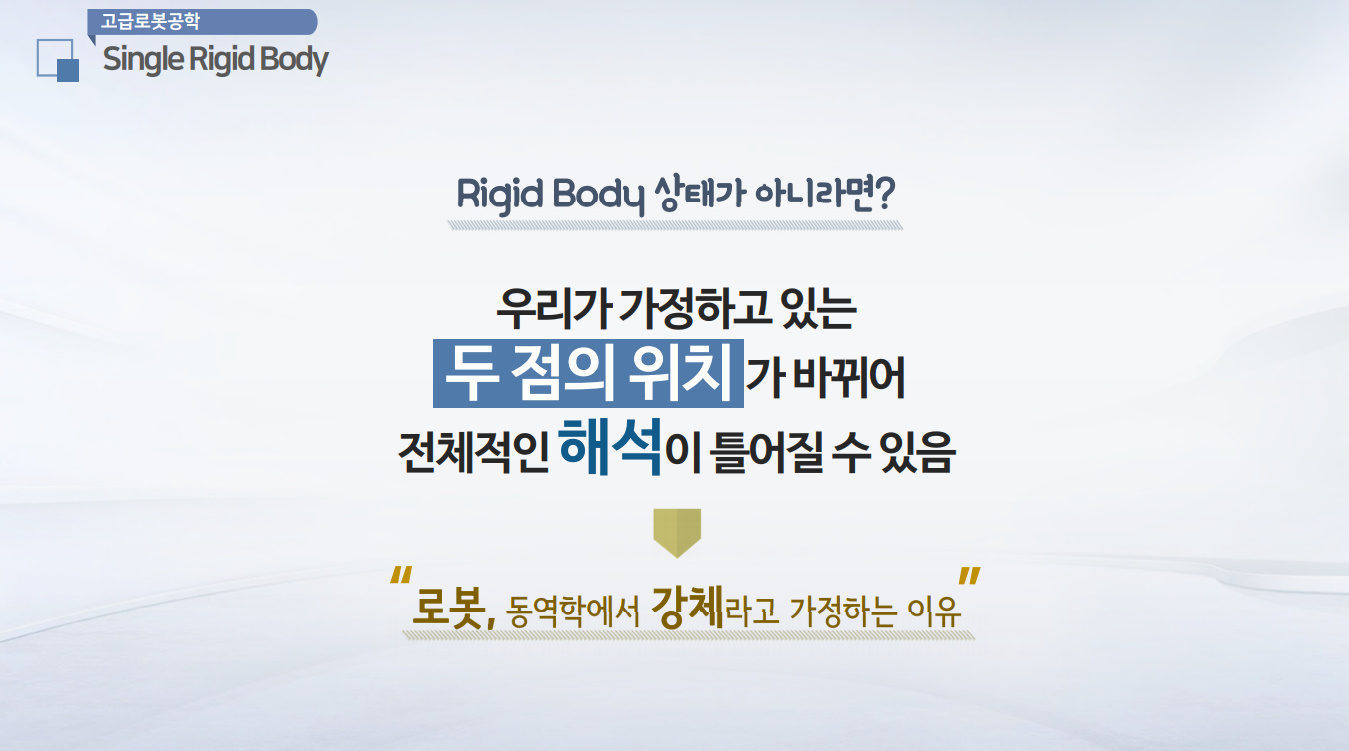 고급로봇공학
Single Rigid Body
Rigid Body 상태가 아니라면?
우리가 가정하고 있는
두 점의 위치가 바뀌어
전체적인 해석이 틀어질 수 있음
“로봇, 동역학에서 강체라고 가정하는 이유”